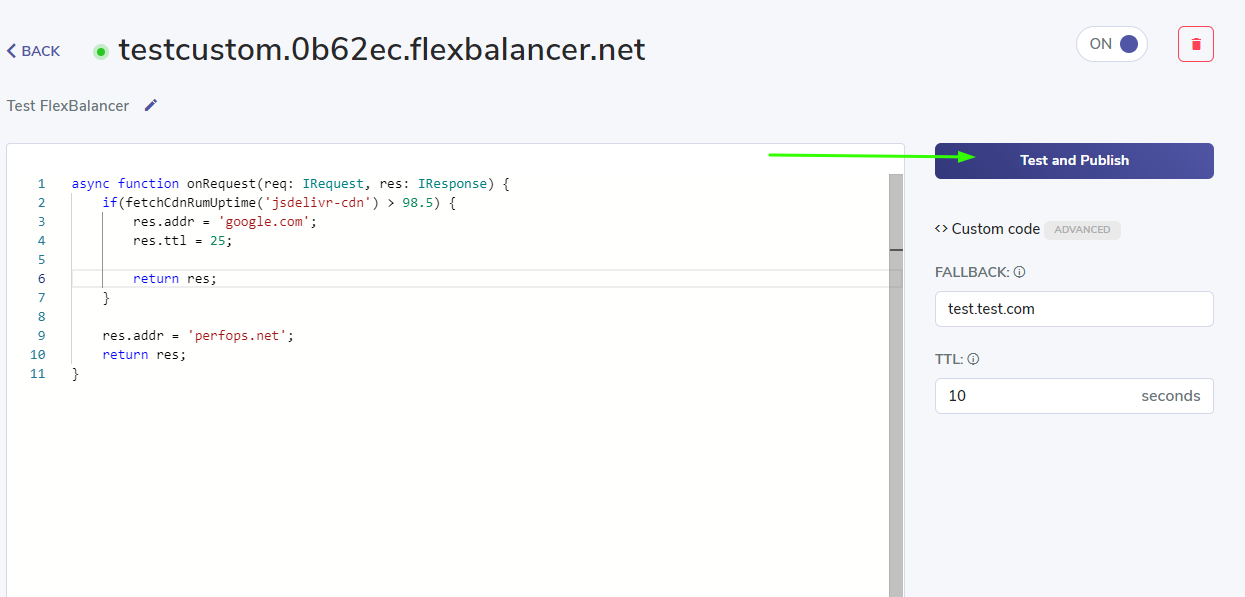 BACK
testcustom.0b62ec.flexbalancer.net
ON
Test FlexBalancer
Test and Publish
1 async function onRequest(req: IRequest, res: IResponse) {
2 if(fetchCdnRumUptime('jsdelivr-cdn') > 98.5) {
3 res.addr = 'google.com';
4 res.ttl = 25;
5
6 return res;
7 }
8
9 res.addr = 'perfops.net';
10 return res;
11 }
<> Custom code ADVANCED
FALLBACK:
test.test.com
TTL:
10 seconds